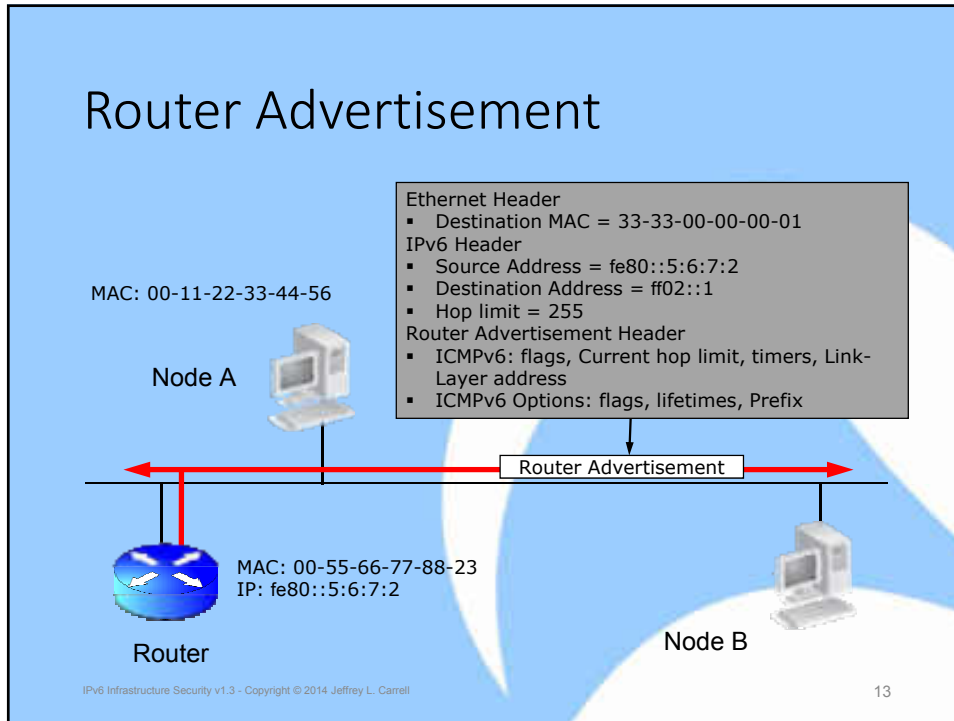 Router Advertisement
Ethernet Header
▪ Destination MAC = 33-33-00-00-00-01
IPv6 Header
▪ Source Address = fe80::5:6:7:2
▪ Destination Address = ff02::1
▪ Hop limit = 255
Router Advertisement Header
▪ ICMPv6: flags, Current hop limit, timers, Link-
Layer address
▪ ICMPv6 Options: flags, lifetimes, Prefix
MAC: 00-11-22-33-44-56
Node A
Router Advertisement
MAC: 00-55-66-77-88-23
IP: fe80::5:6:7:2
Router
Node B
IPv6 Infrastructure Security v1.3 - Copyright © 2014 Jeffrey L. Carrell
13